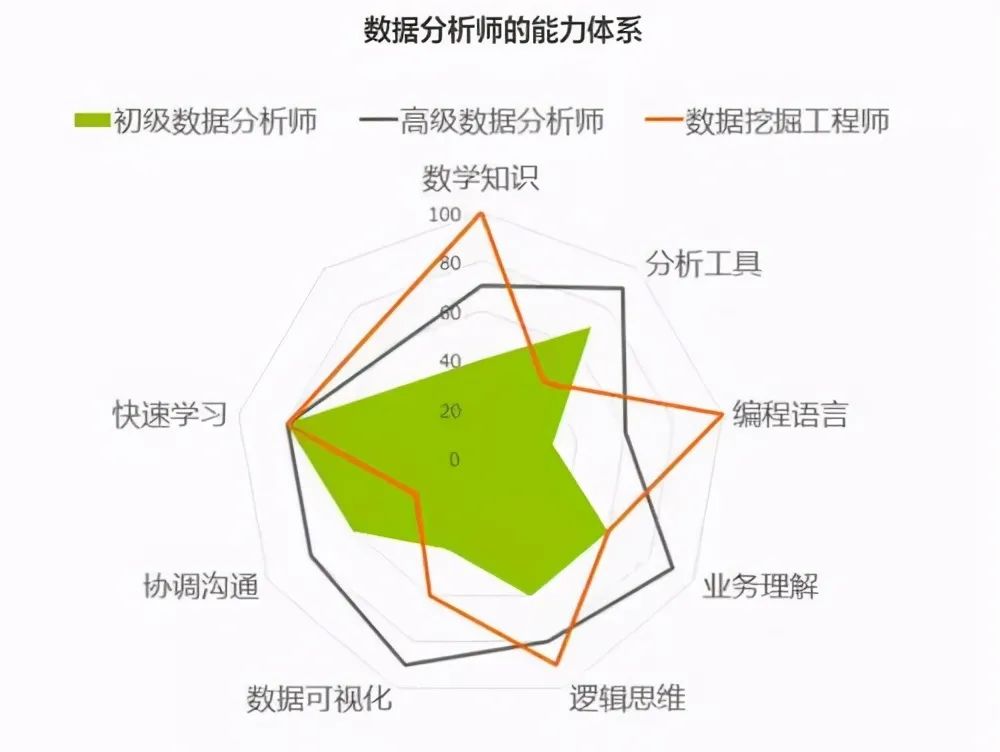 数据分析师的能力体系
初级数据分析师 高级数据分析师 数据挖掘工程师
数学知识
100
分析工具
80
60
40
快速学习 20 编程语言
0
协调沟通 业务理解
数据可视化 逻辑思维